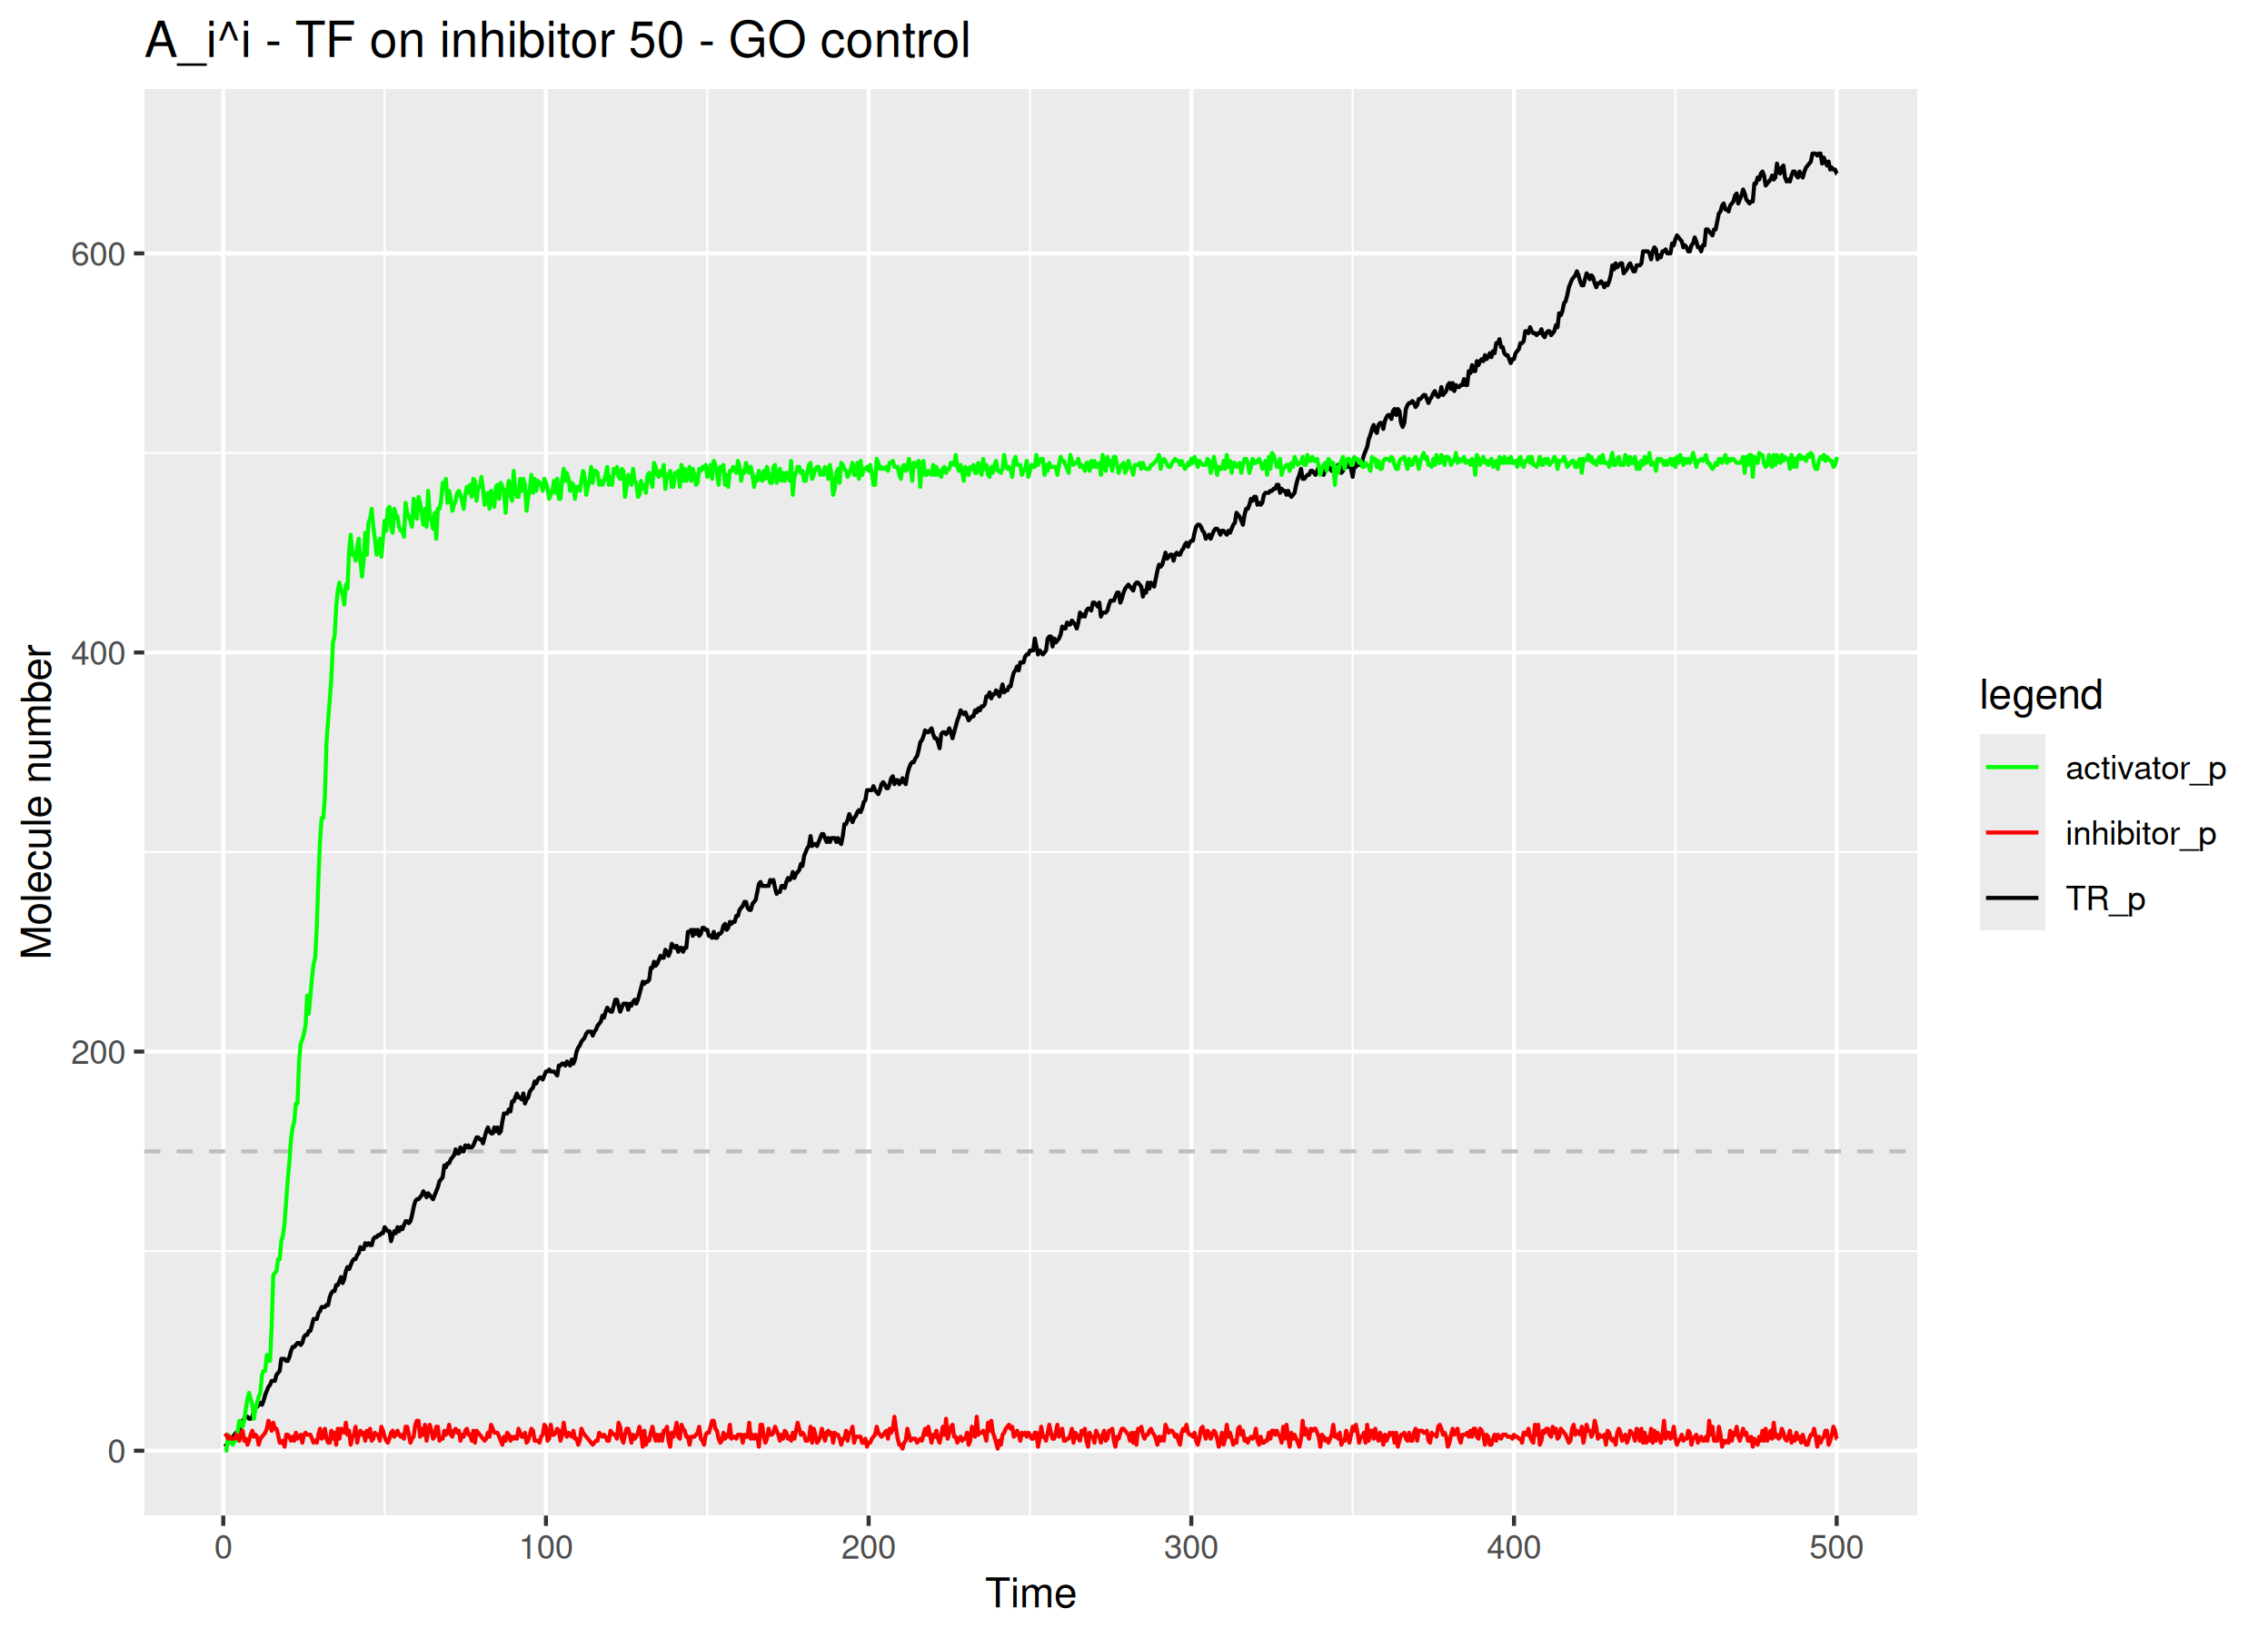 A_i^i - TF on inhibitor 50 - GO control
Molecule number
600
400
200
0
0 100 200 300 400 500
Time
legend
activator_p
inhibitor_p
TR_p